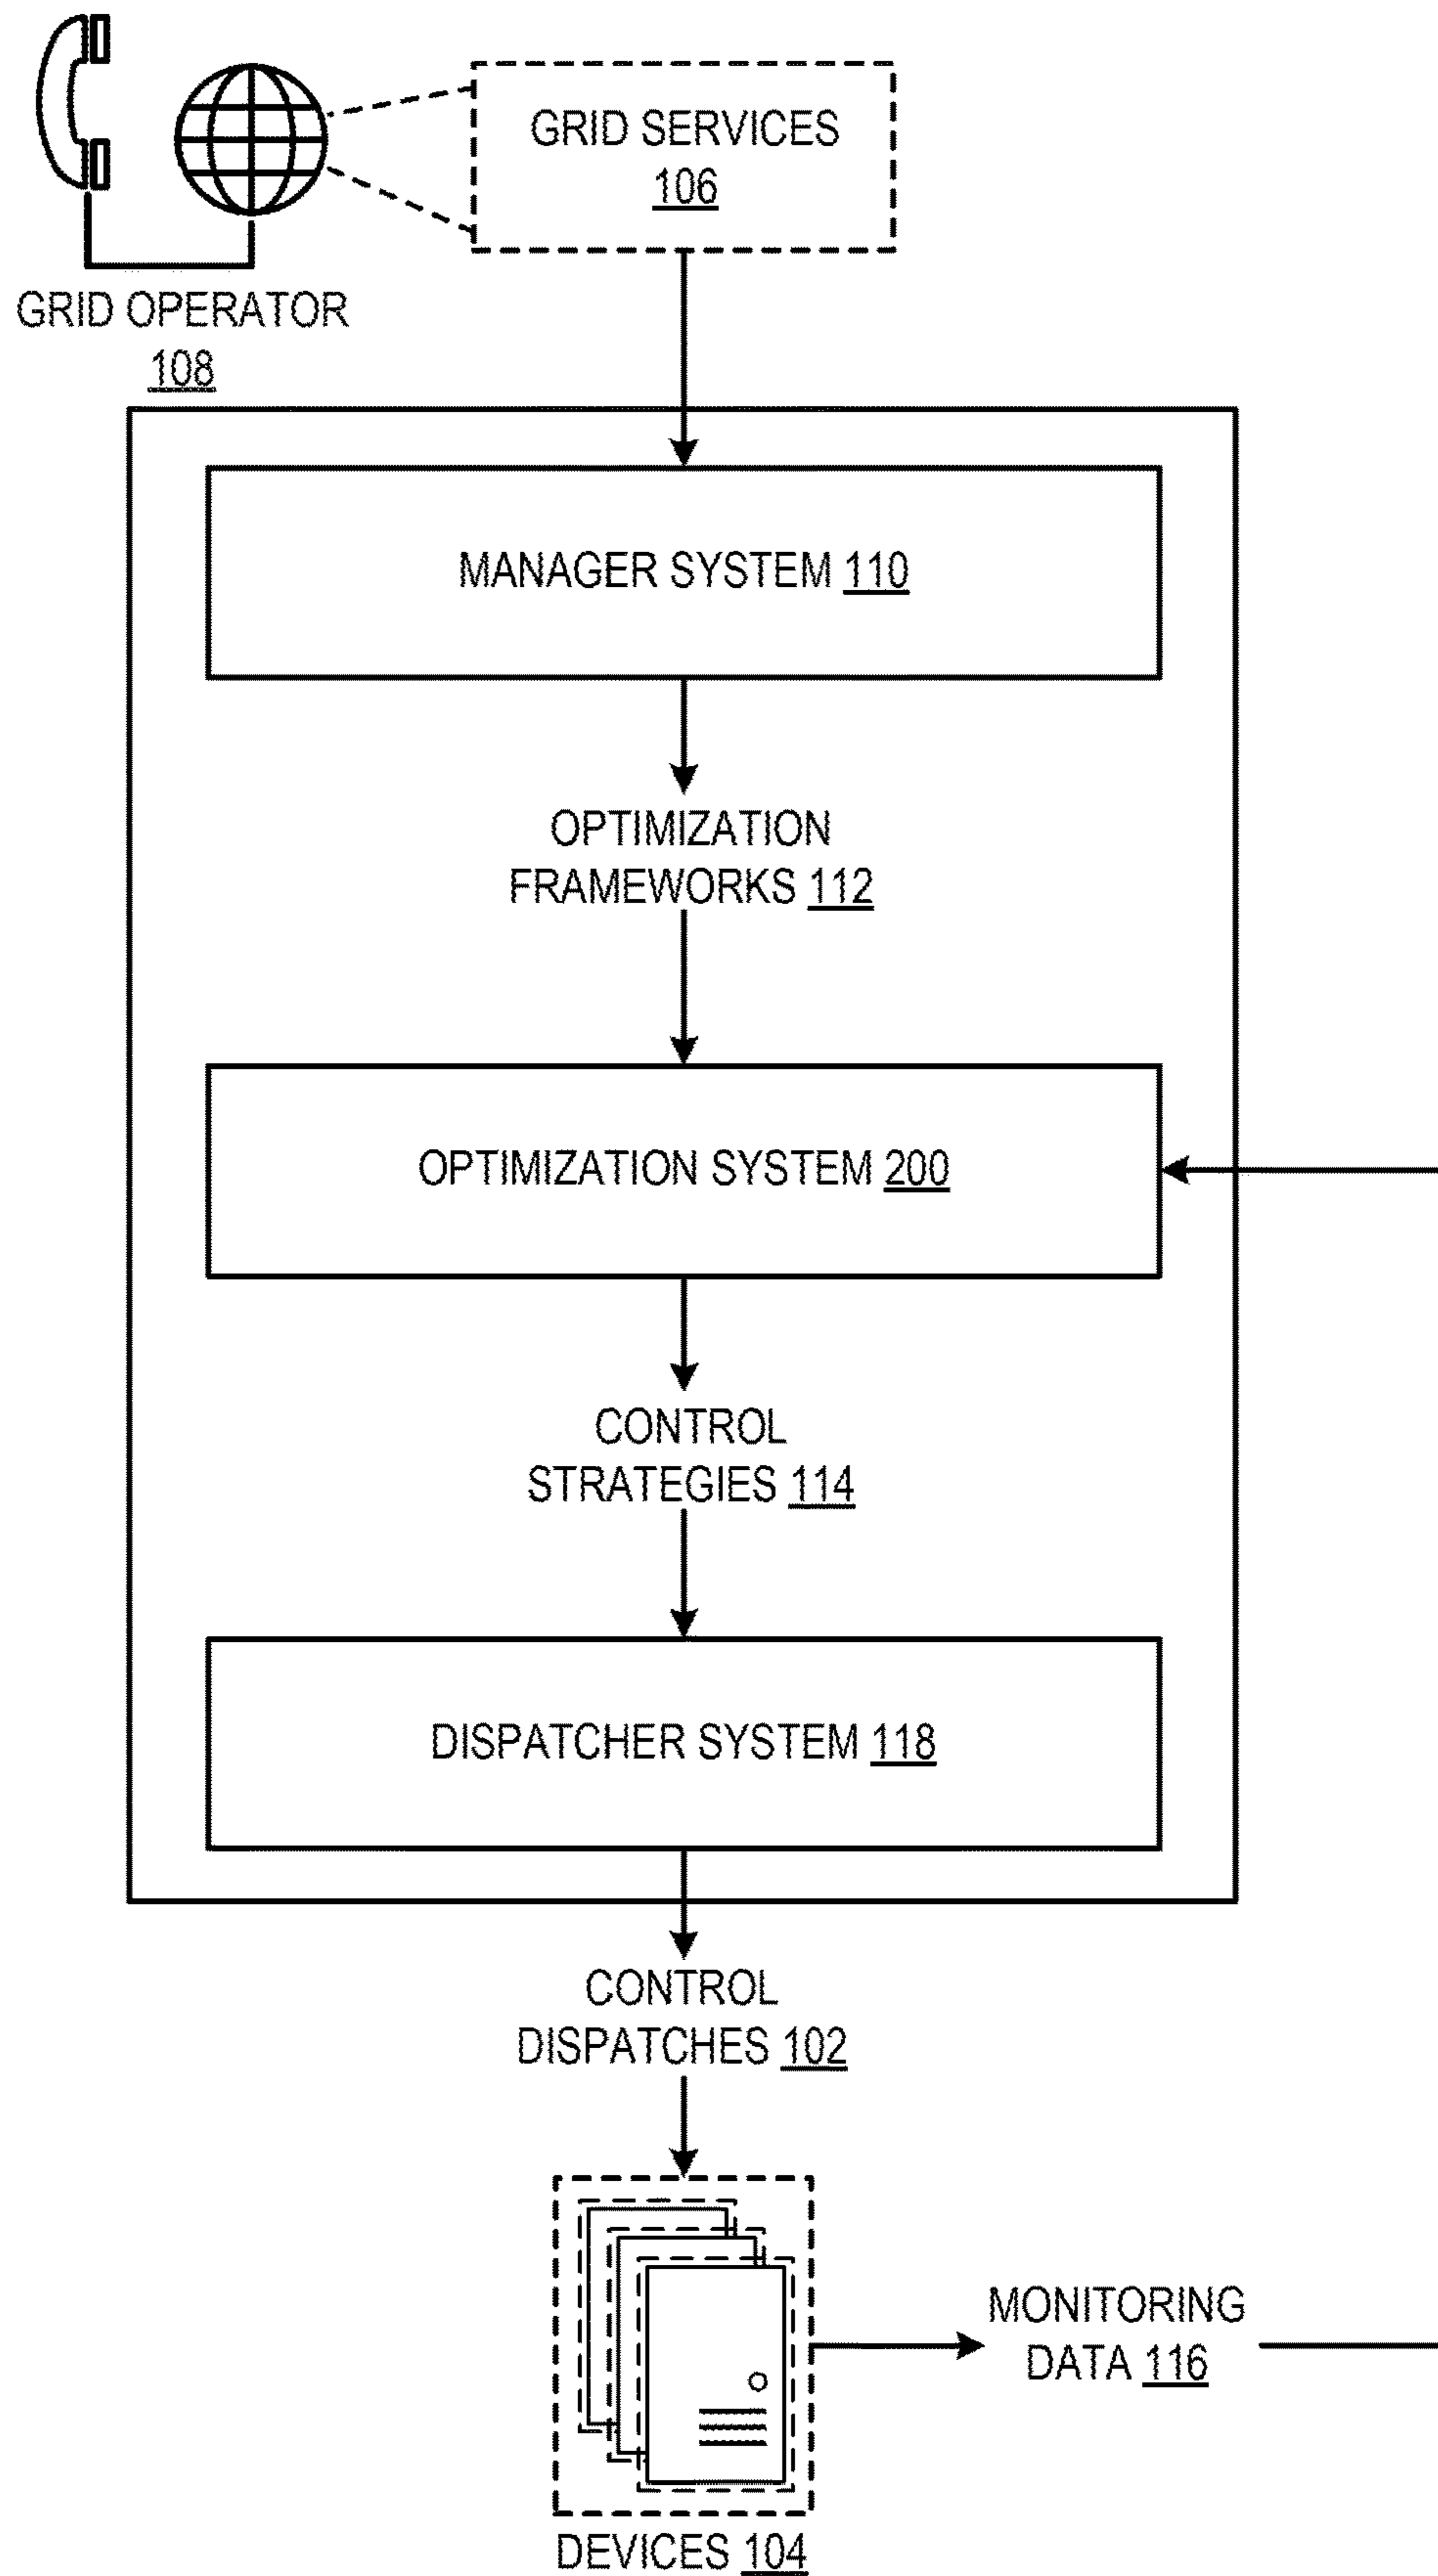 GRID SERVICES
106
GRID OPERATOR
108
MANAGER SYSTEM 110
OPTIMIZATION
FRAMEWORKS 112
OPTIMIZATION SYSTEM 200
CONTROL
STRATEGIES 114
DISPATCHER SYSTEM 118
CONTROL
DISPATCHES 102
MONITORING
DATA 116
DEVICES 104